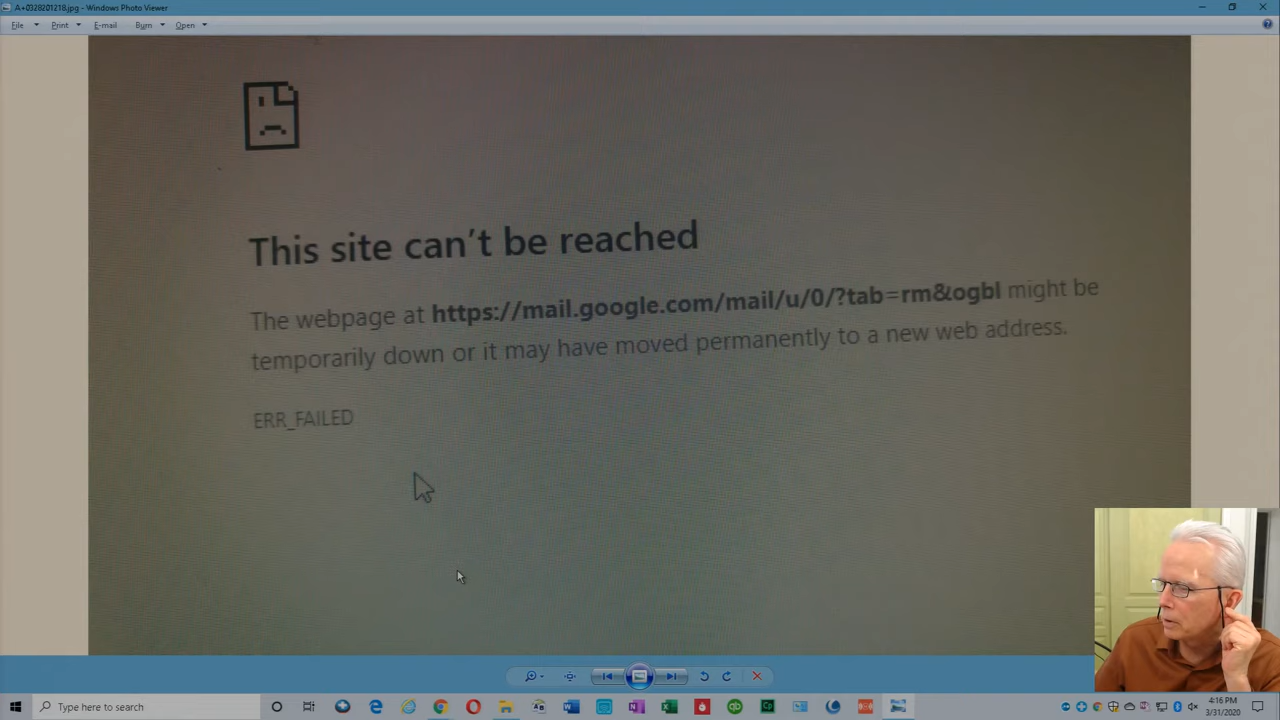 A+0328201218.jpg - Windows Photo Viewer
File Print E-mail Burn Open
This site can't be reached
The webpage at https://mail.google.com/mail/u/0/?tab=rm&ogbl might be
temporarily down or it may have moved permanently to a new web address.
ERR_FAILED
Type here to search
4:16 PM
3/31/2020